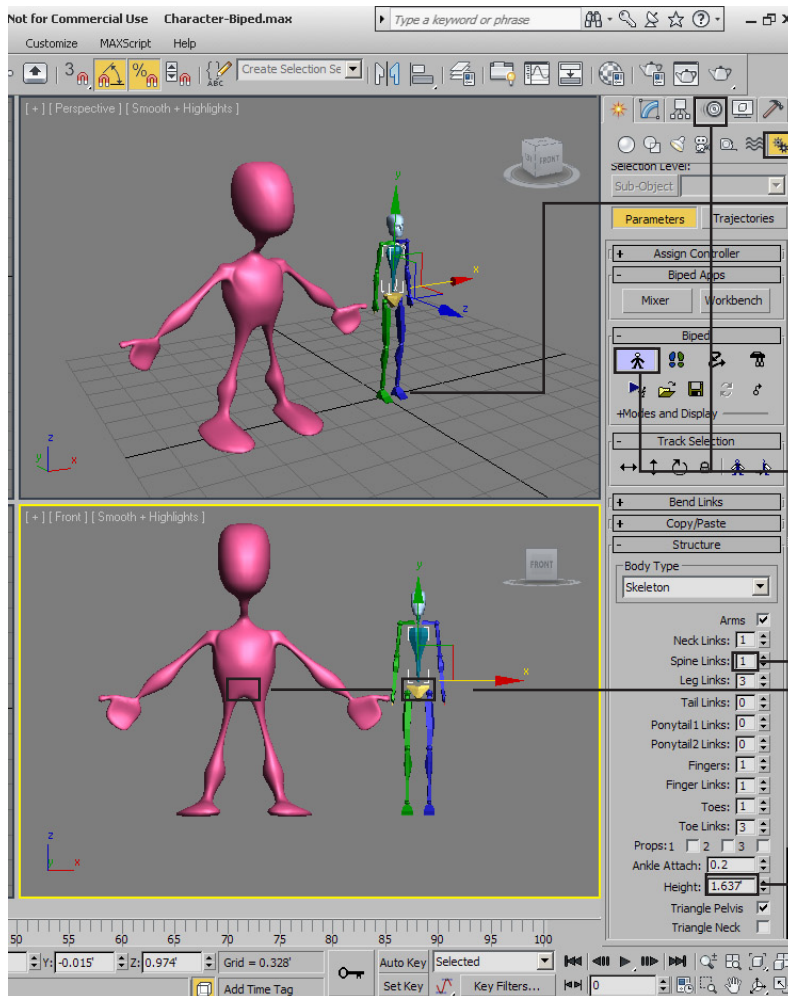 Not for Commercial Use Character-Biped.max
Type a keyword or phrase
Customize MAXScript Help
3
%
ABC
Create Selection Se
[ + ] [ Perspective ] [ Smooth + Highlights ]
FRONT
y
x
z
z
y
x
Selection Level:
Sub-Object
Parameters Trajectories
+ Assign Controller
- Biped Apps
Mixer Workbench
- Biped
+Modes and Display
- Track Selection
+ Bend Links
+ Copy/Paste
- Structure
Body Type
Skeleton
Arms
Neck Links: 1
Spine Links: 1
Leg Links: 3
Tail Links: 0
Ponytail1 Links: 0
Ponytail2 Links: 0
Fingers: 1
Finger Links: 1
Toes: 1
Toe Links: 3
Props: 1 2 3
Ankle Attach: 0.2
Height: 1.637'
Triangle Pelvis
Triangle Neck
[ + ] [ Front ] [ Smooth + Highlights ]
FRONT
y
x
z
y
x
50 55 60 65 70 75 80 85 90 95 100
Y: -0.015' Z: 0.974' Grid = 0.328' Auto Key Selected
Add Time Tag Set Key Key Filters... 0